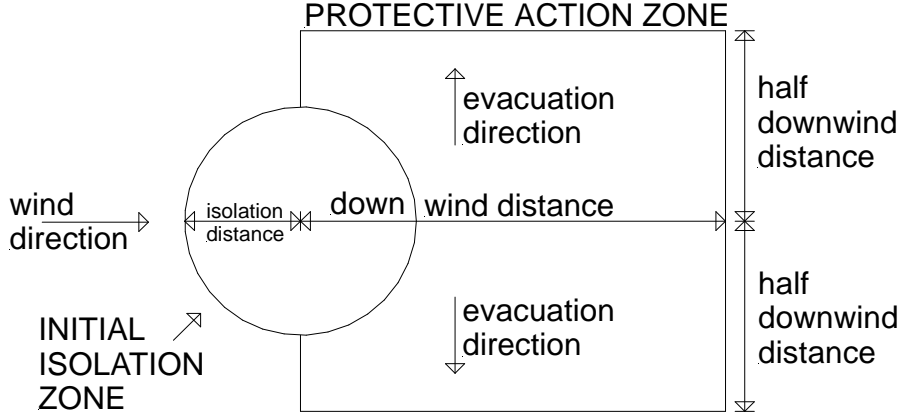 PROTECTIVE ACTION ZONE
evacuation
direction
half
downwind
distance
wind
direction
isolation
distance
down wind distance
evacuation
direction
half
downwind
distance
INITIAL
ISOLATION
ZONE